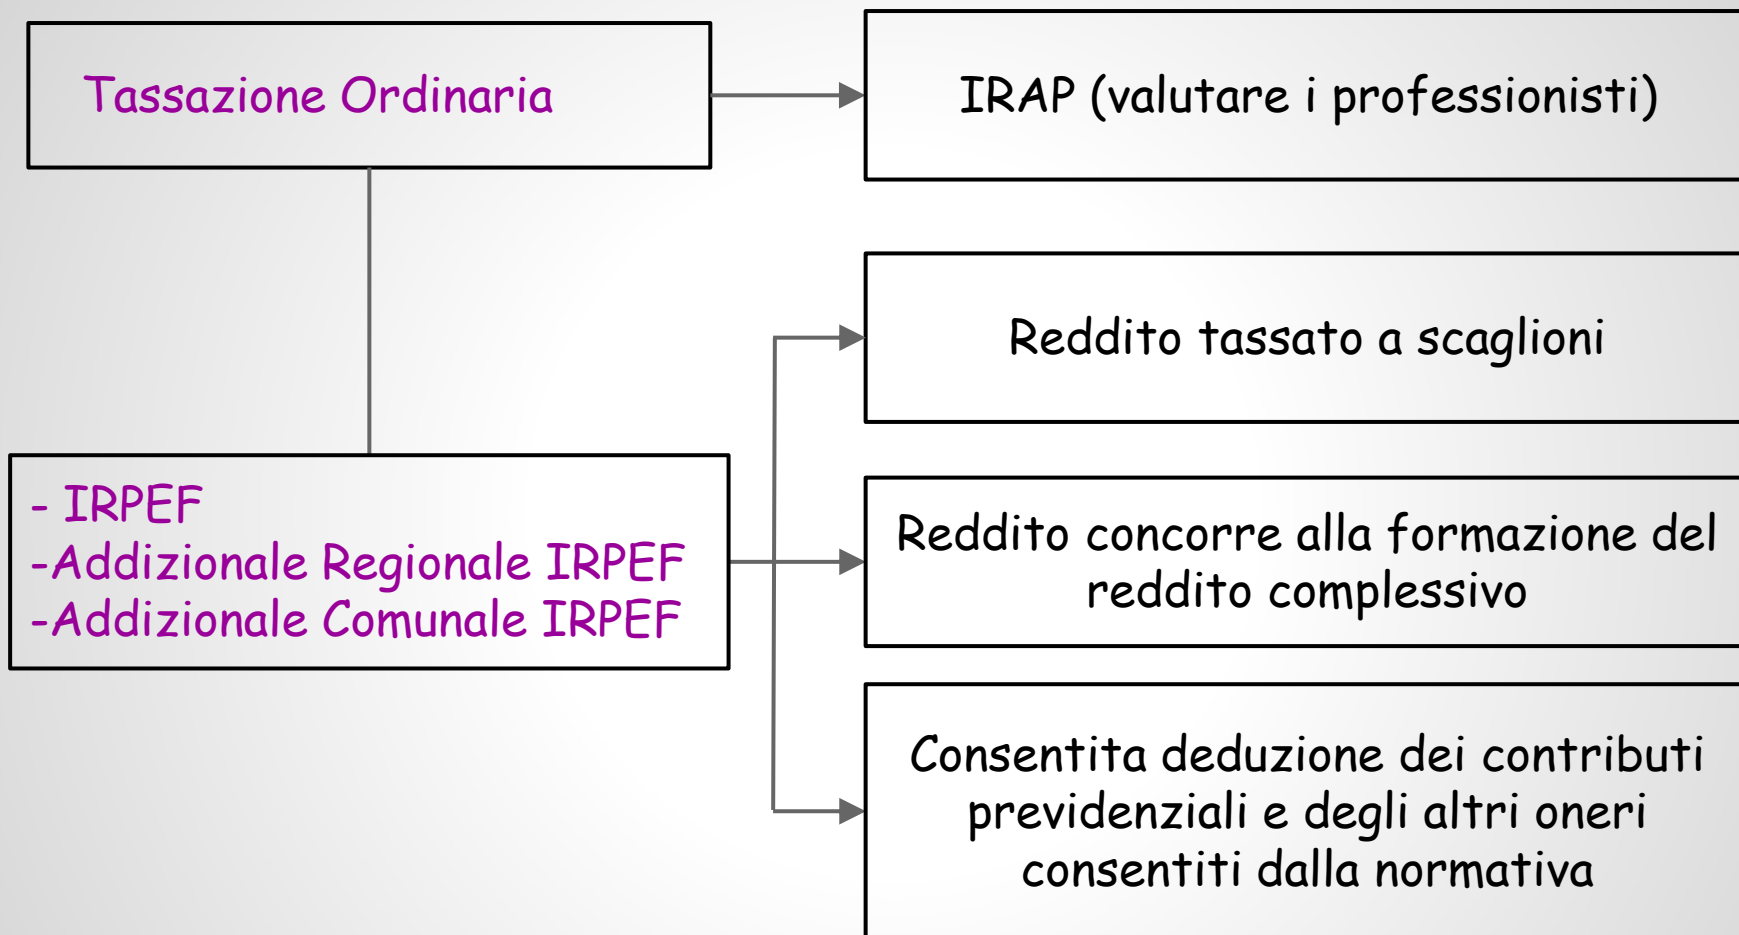 Tassazione Ordinaria
IRAP (valutare i professionisti)
Reddito tassato a scaglioni
- IRPEF
-Addizionale Regionale IRPEF
-Addizionale Comunale IRPEF
Reddito concorre alla formazione del
reddito complessivo
Consentita deduzione dei contributi
previdenziali e degli altri oneri
consentiti dalla normativa